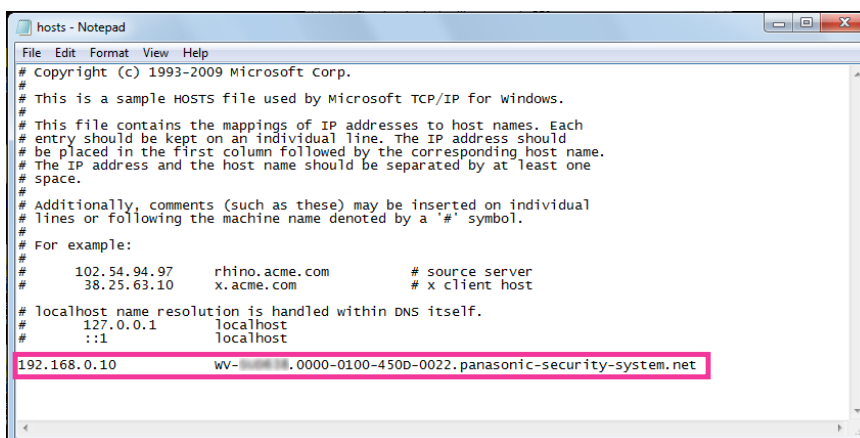 hosts - Notepad
File Edit Format View Help
# Copyright (c) 1993-2009 Microsoft Corp.
#
# This is a sample HOSTS file used by Microsoft TCP/IP for Windows.
#
# This file contains the mappings of IP addresses to host names. Each
# entry should be kept on an individual line. The IP address should
# be placed in the first column followed by the corresponding host name.
# The IP address and the host name should be separated by at least one
# space.
#
# Additionally, comments (such as these) may be inserted on individual
# lines or following the machine name denoted by a '#' symbol.
#
# For example:
#
# 102.54.94.97 rhino.acme.com # source server
# 38.25.63.10 x.acme.com # x client host

# localhost name resolution is handled within DNS itself.
# 127.0.0.1 localhost
# ::1 localhost

192.168.0.10 WV- .0000-0100-450D-0022.panasonic-security-system.net